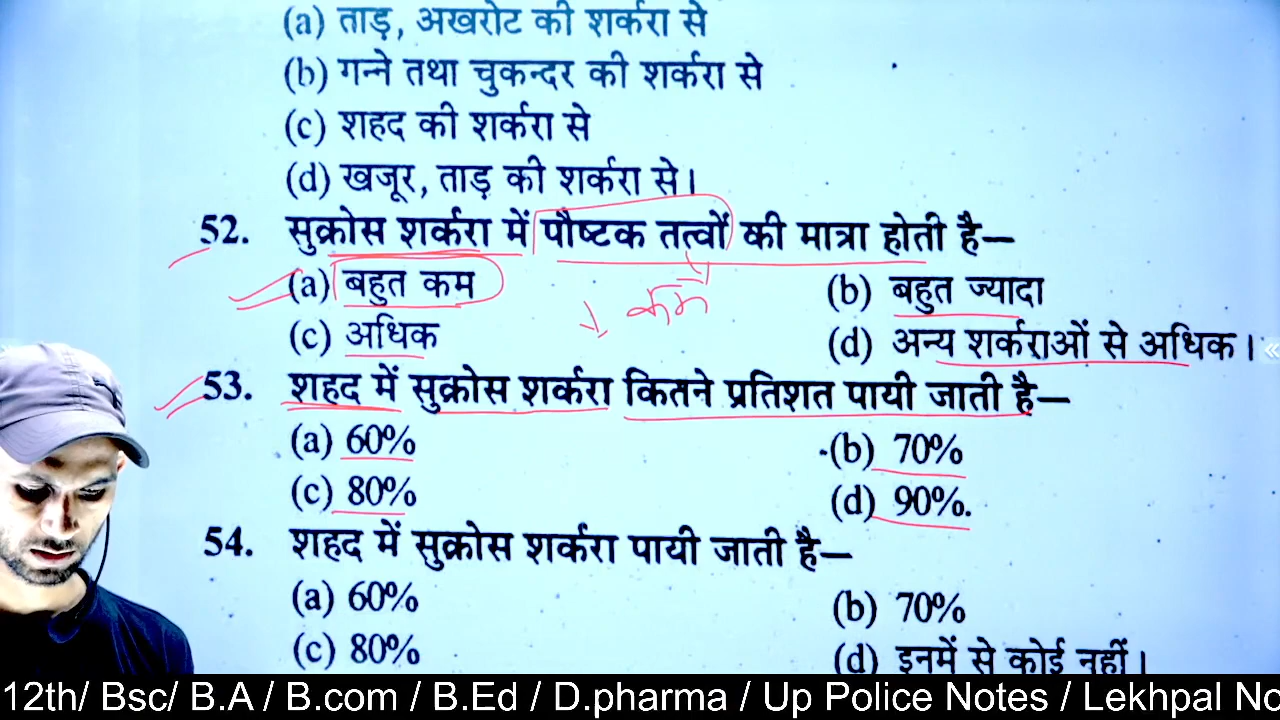 (a) ताड़, अखरोट की शर्करा से
(b) गन्ने तथा चुकन्दर की शर्करा से
(c) शहद की शर्करा से
(d) खजूर, ताड़ की शर्करा से।
52. सुक्रोस शर्करा में पौष्टक तत्वों की मात्रा होती है—
(a) बहुत कम (b) बहुत ज्यादा
कम
(c) अधिक (d) अन्य शर्कराओं से अधिक।
53. शहद में सुक्रोस शर्करा कितने प्रतिशत पायी जाती है—
(a) 60% (b) 70%
(c) 80% (d) 90%.
54. शहद में सुक्रोस शर्करा पायी जाती है—
(a) 60% (b) 70%
(c) 80% (d) इनमें से कोई नहीं।
12th/ Bsc/ B.A / B.com / B.Ed / D.pharma / Up Police Notes / Lekhpal No